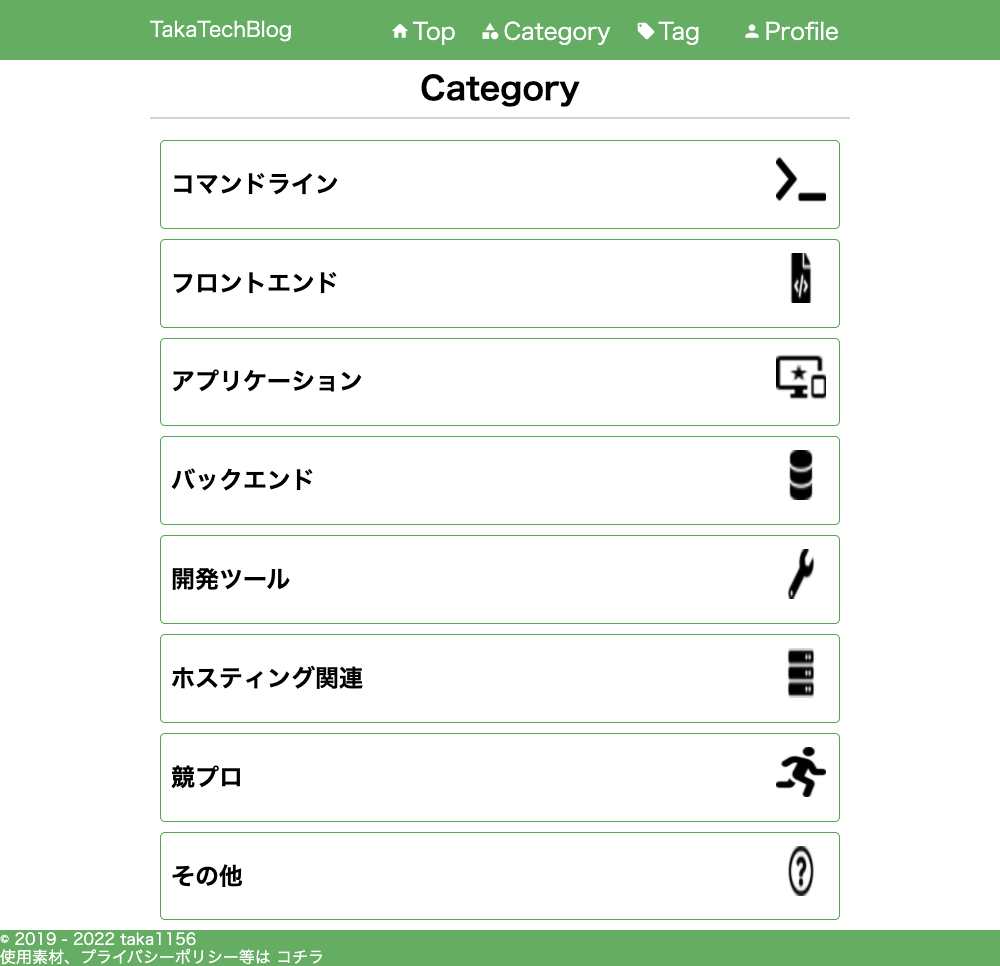 TakaTechBlog
Top Category Tag Profile
Category
コマンドライン
フロントエンド
アプリケーション
バックエンド
開発ツール
ホスティング関連
競プロ
その他
© 2019 - 2022 taka1156
使用素材、プライバシーポリシー等は コチラ